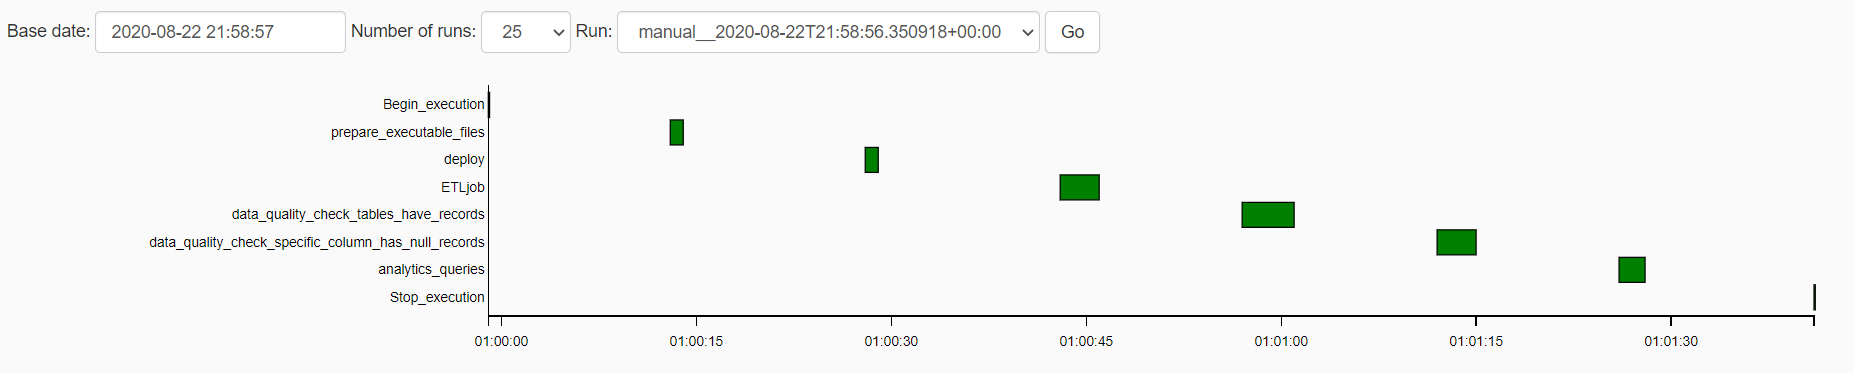 Base date: 2020-08-22 21:58:57 Number of runs: 25 Run: manual__2020-08-22T21:58:56.350918+00:00 Go
Begin_execution
prepare_executable_files
deploy
ETLjob
data_quality_check_tables_have_records
data_quality_check_specific_column_has_null_records
analytics_queries
Stop_execution
01:00:00 01:00:15 01:00:30 01:00:45 01:01:00 01:01:15 01:01:30